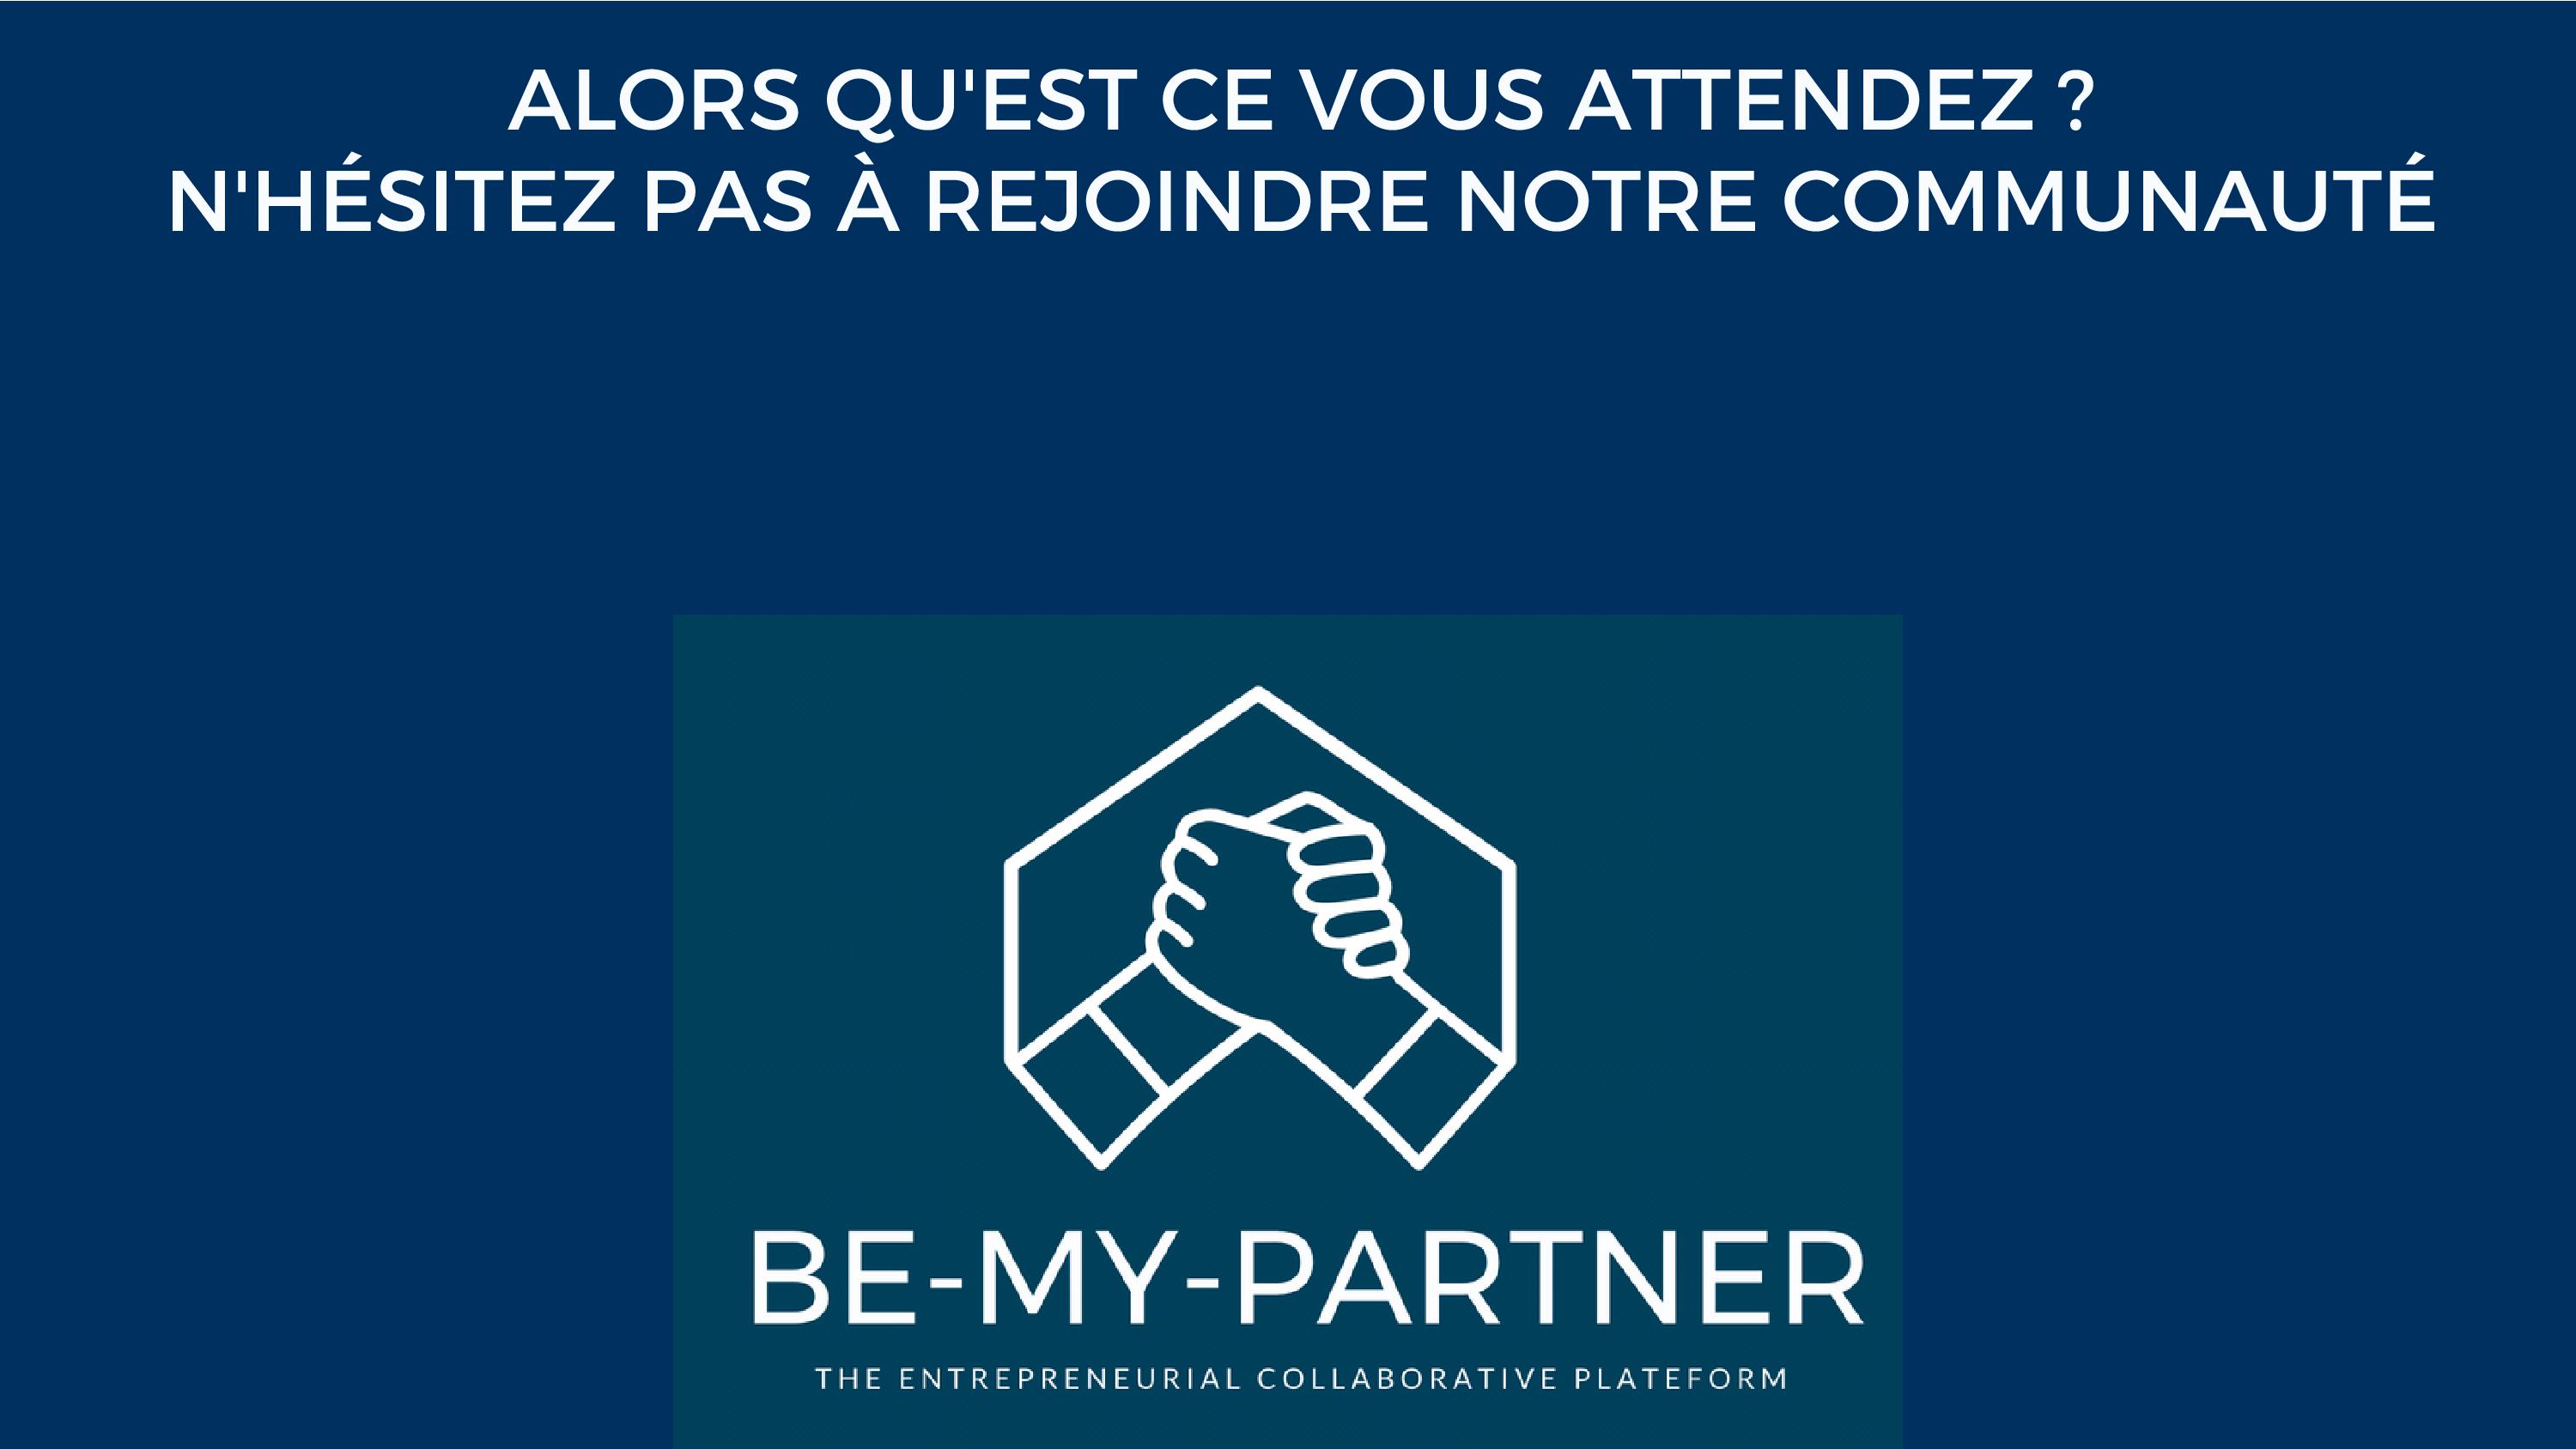 ALORS QU'EST CE VOUS ATTENDEZ ?
N'HÉSITEZ PAS À REJOINDRE NOTRE COMMUNAUTÉ
BE-MY-PARTNER
THE ENTREPRENEURIAL COLLABORATIVE PLATEFORM